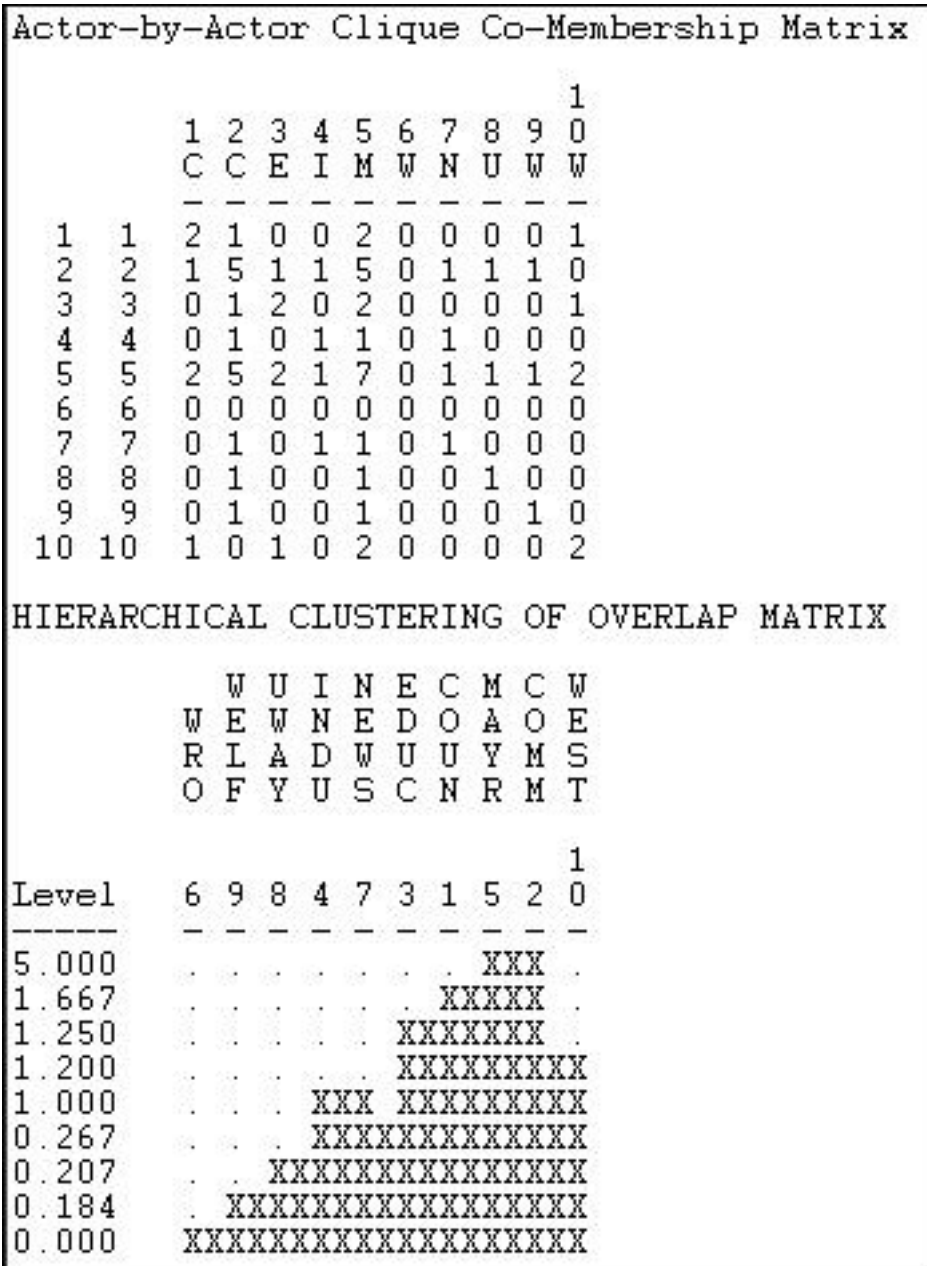 Actor-by-Actor Clique Co-Membership Matrix
                    1
  1 2 3 4 5 6 7 8 9 0
  C C E I M W N U W W
  - - - - - - - - - -
1 1 2 1 0 0 2 0 0 0 0 1
2 2 1 5 1 1 5 0 1 1 1 0
3 3 0 1 2 0 2 0 0 0 0 1
4 4 0 1 0 1 1 0 1 0 0 0
5 5 2 5 2 1 7 0 1 1 1 2
6 6 0 0 0 0 0 0 0 0 0 0
7 7 0 1 0 1 1 0 1 0 0 0
8 8 0 1 0 0 1 0 0 1 0 0
9 9 0 1 0 0 1 0 0 0 1 0
10 10 1 0 1 0 2 0 0 0 0 2
HIERARCHICAL CLUSTERING OF OVERLAP MATRIX
  W U I N E C M C W
W E W N E D O A O E
R L A D W U U Y M S
O F Y U S C N R M T
                  1
Level 6 9 8 4 7 3 1 5 2 0
----- - - - - - - - - - -
5.000 . . . . . . . XXX .
1.667 . . . . . . XXXXX .
1.250 . . . . . XXXXXXX .
1.200 . . . . . XXXXXXXXX
1.000 . . . XXX XXXXXXXXX
0.267 . . . XXXXXXXXXXXXX
0.207 . . XXXXXXXXXXXXXXX
0.184 . XXXXXXXXXXXXXXXXX
0.000 XXXXXXXXXXXXXXXXXXX